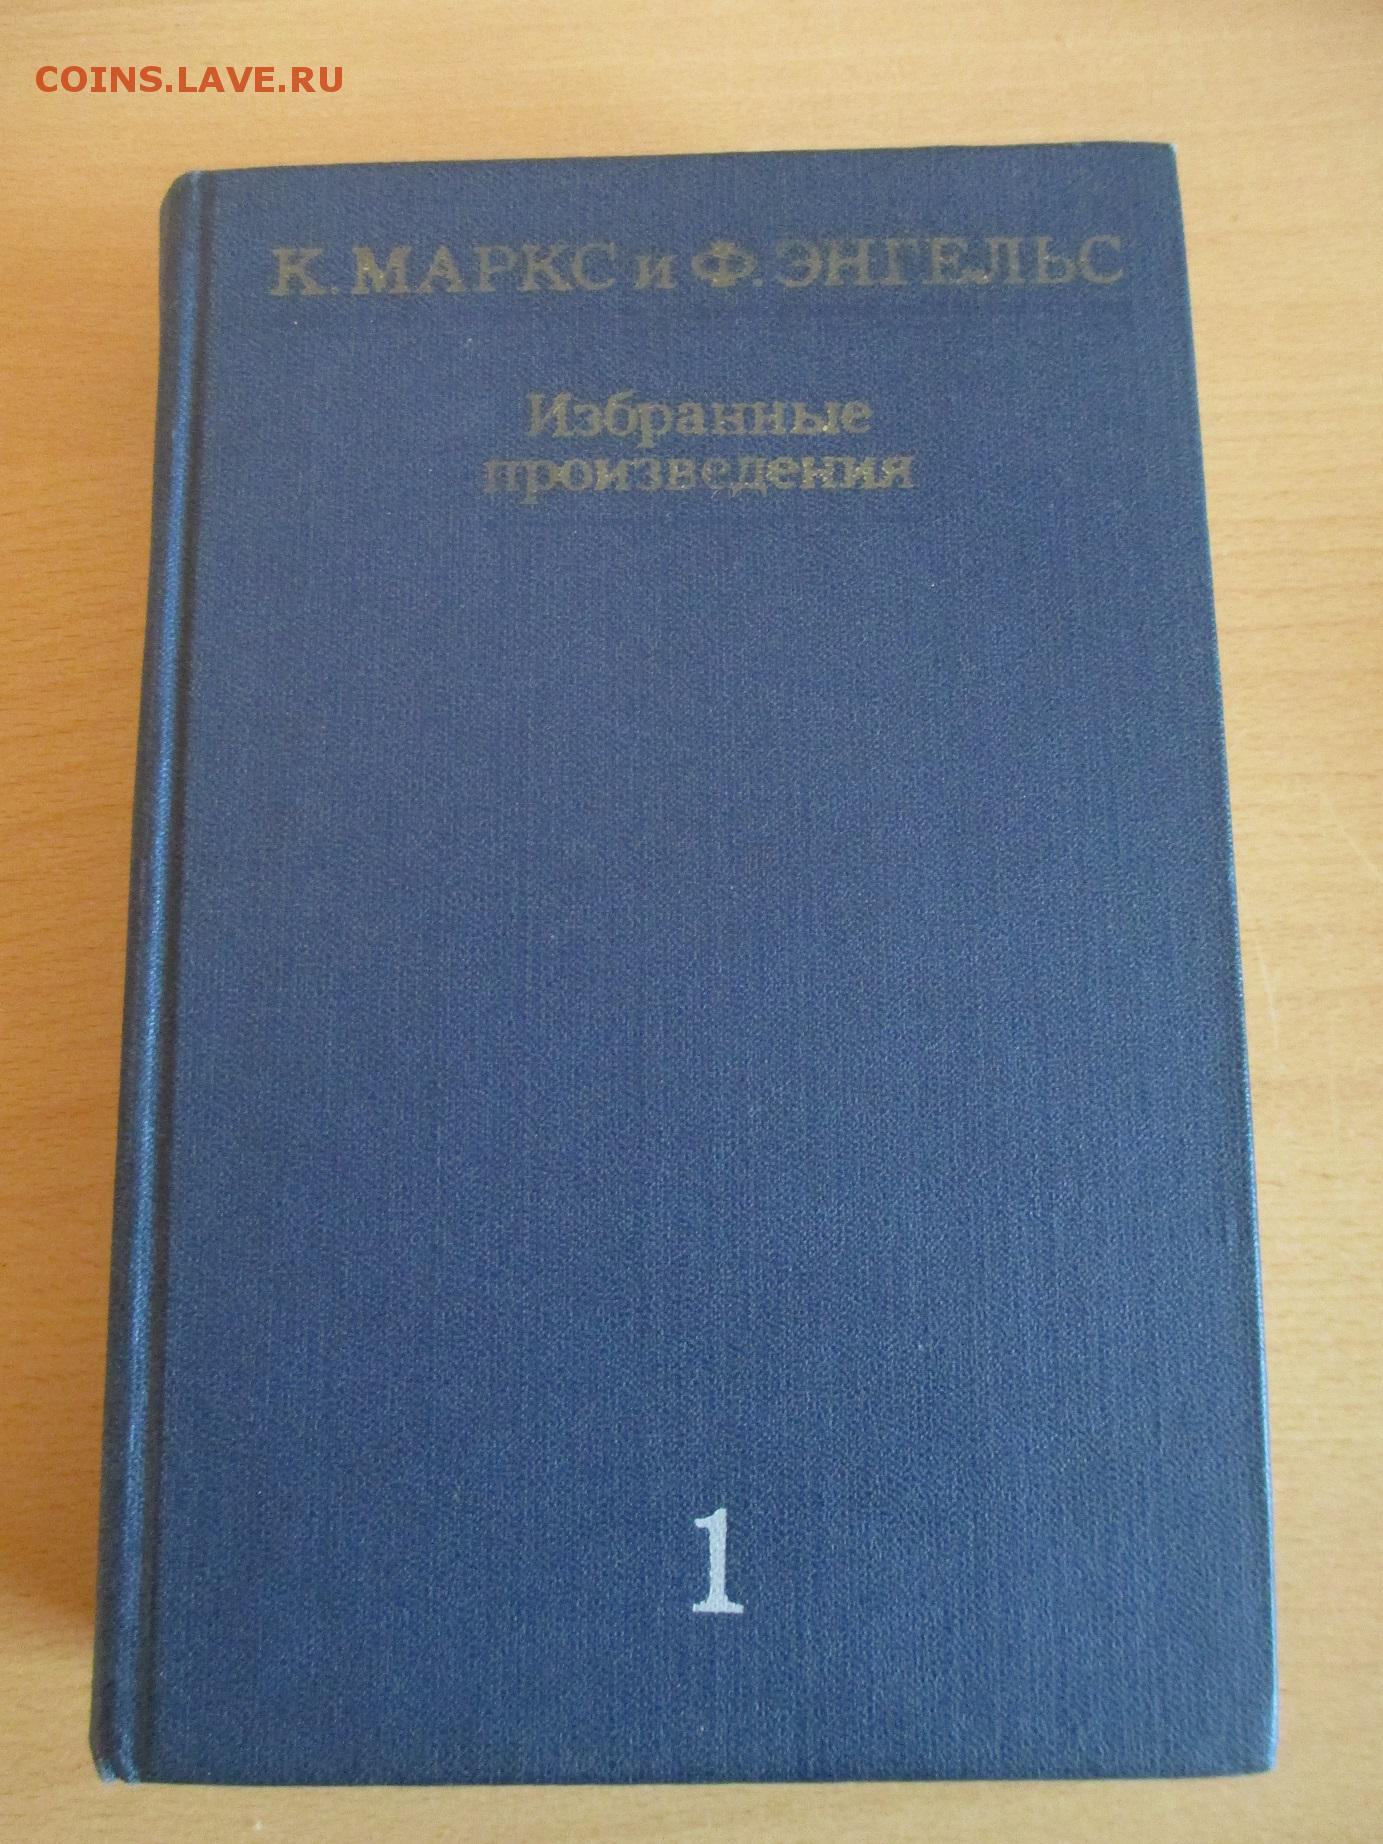 COINS.LAVE.RU
К. МАРКС и Ф. ЭНГЕЛЬС
Избранные
произведения
1